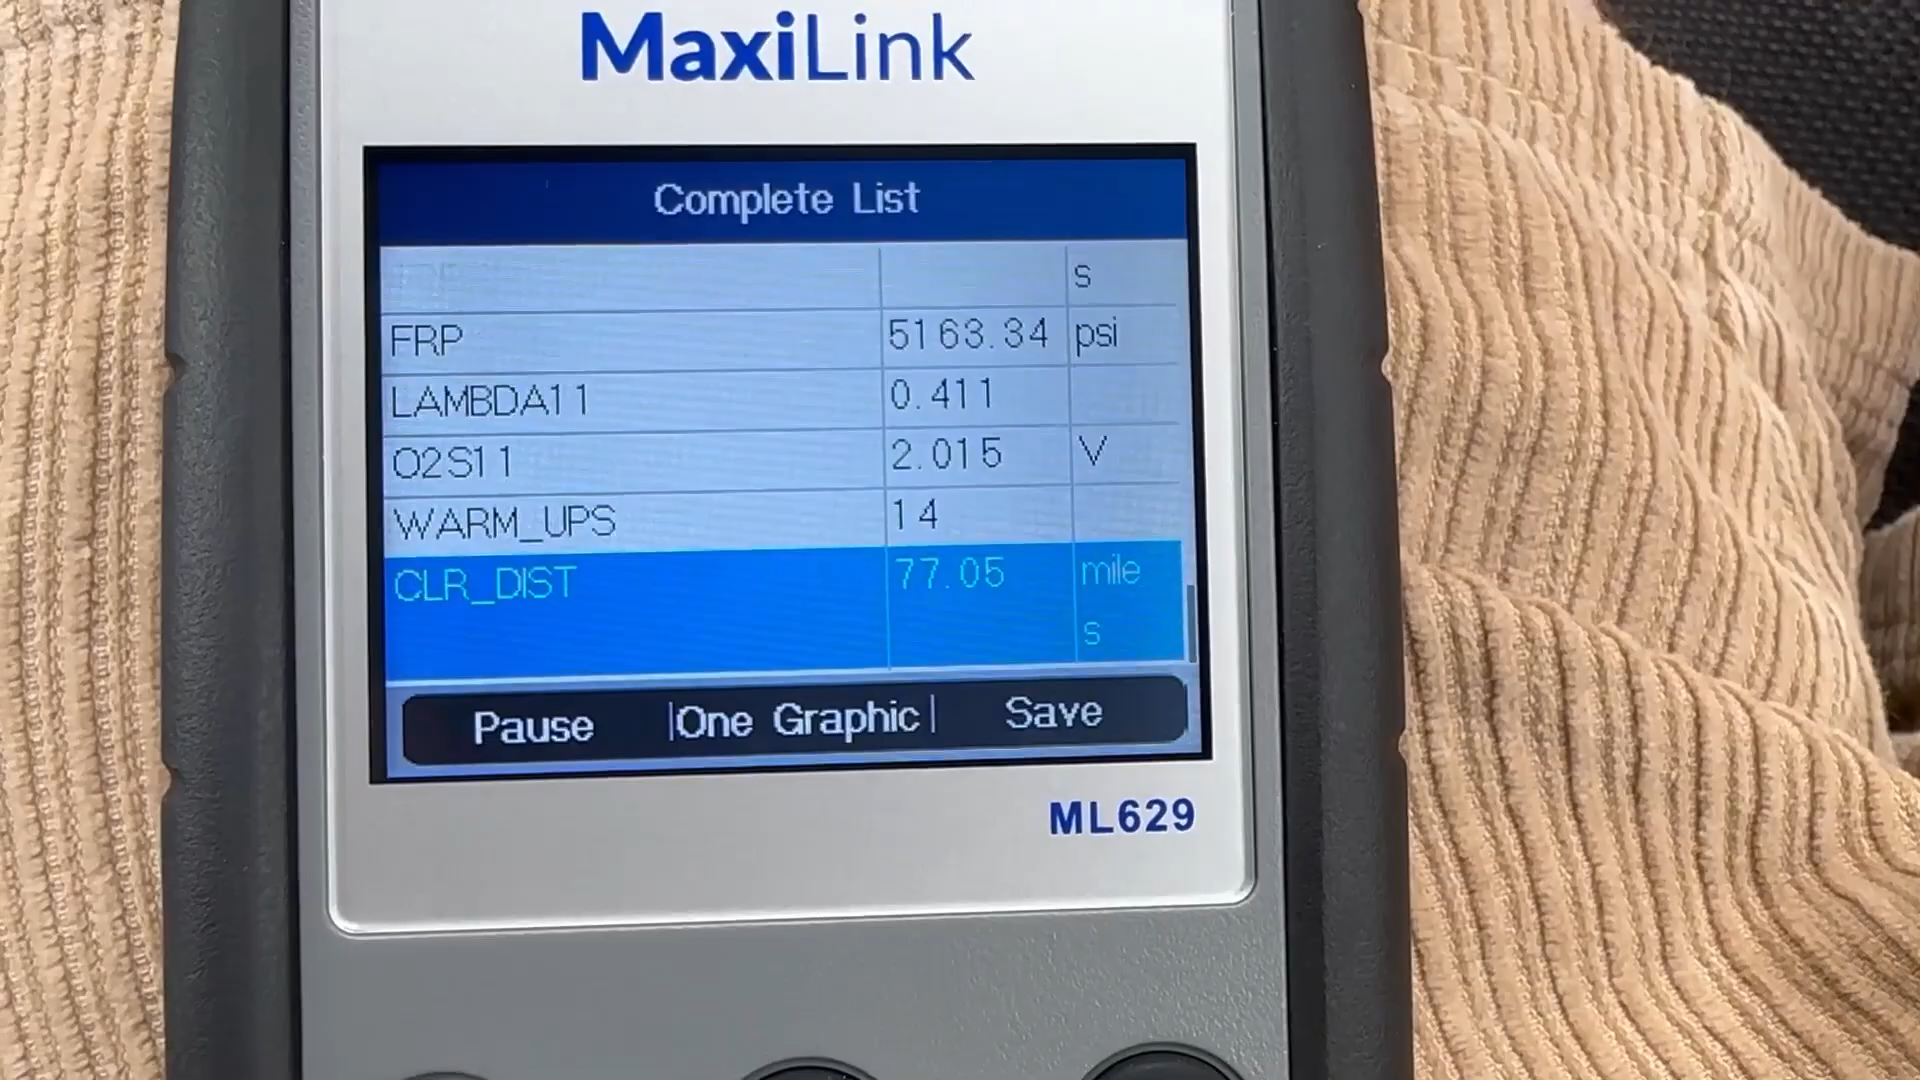 MaxiLink
Complete List
s
FRP 5163.34 psi
LAMBDA11 0.411
O2S11 2.015 V
WARM_UPS 14
CLR_DIST 77.05 mile
s
Pause |One Graphic| Save
ML629